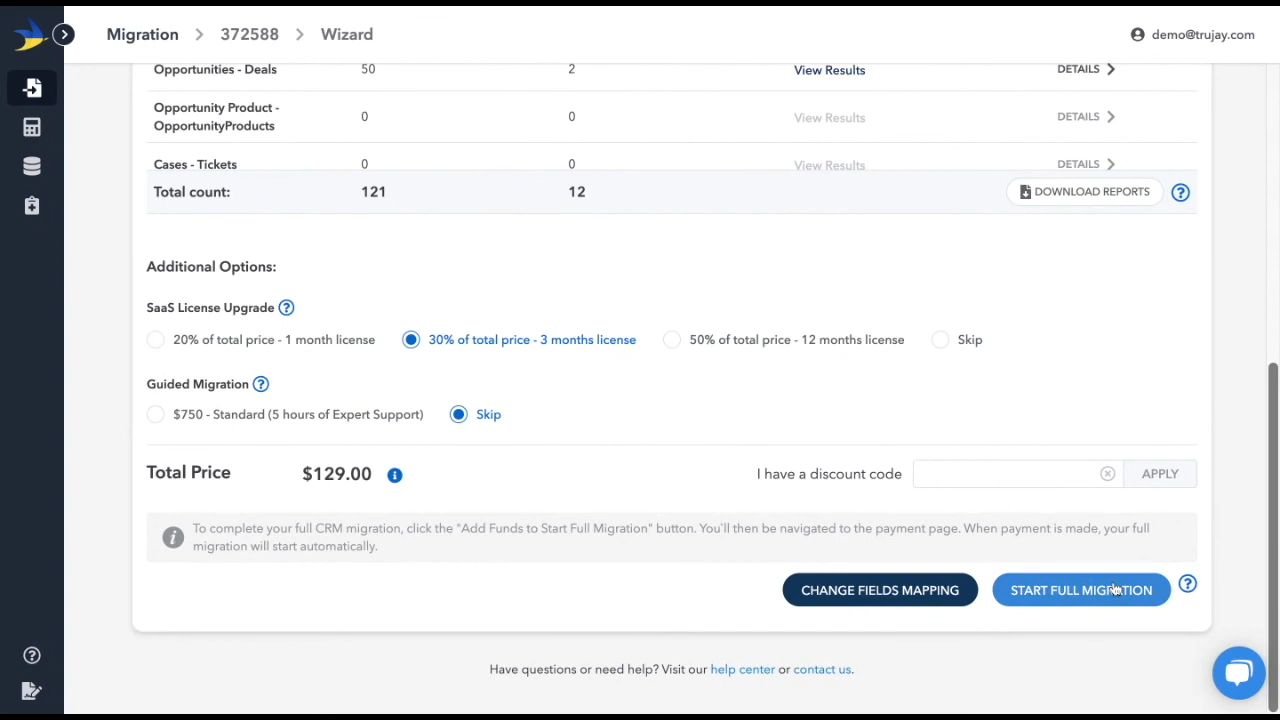 Migration > 372588 > Wizard
demo@trujay.com
Opportunities - Deals 50 2 View Results DETAILS >
Opportunity Product -
OpportunityProducts 0 0 View Results DETAILS >
Cases - Tickets 0 0 View Results DETAILS >
Total count: 121 12 DOWNLOAD REPORTS ?
Additional Options:
SaaS License Upgrade ?
20% of total price - 1 month license 30% of total price - 3 months license 50% of total price - 12 months license Skip
Guided Migration ?
$750 - Standard (5 hours of Expert Support) Skip
Total Price $129.00 i I have a discount code APPLY
To complete your full CRM migration, click the "Add Funds to Start Full Migration" button. You`ll then be navigated to the payment page. When payment is made, your full
migration will start automatically.
CHANGE FIELDS MAPPING START FULL MIGRATION ?
Have questions or need help? Visit our help center or contact us.